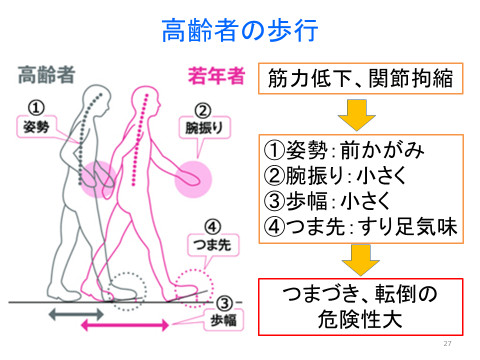 高齢者の歩行
高齢者
若年者
①
姿勢
②
腕振り
④
つま先
③
歩幅
筋力低下、関節拘縮
①姿勢：前かがみ
②腕振り：小さく
③歩幅：小さく
④つま先：すり足気味
つまづき、転倒の
危険性大
27